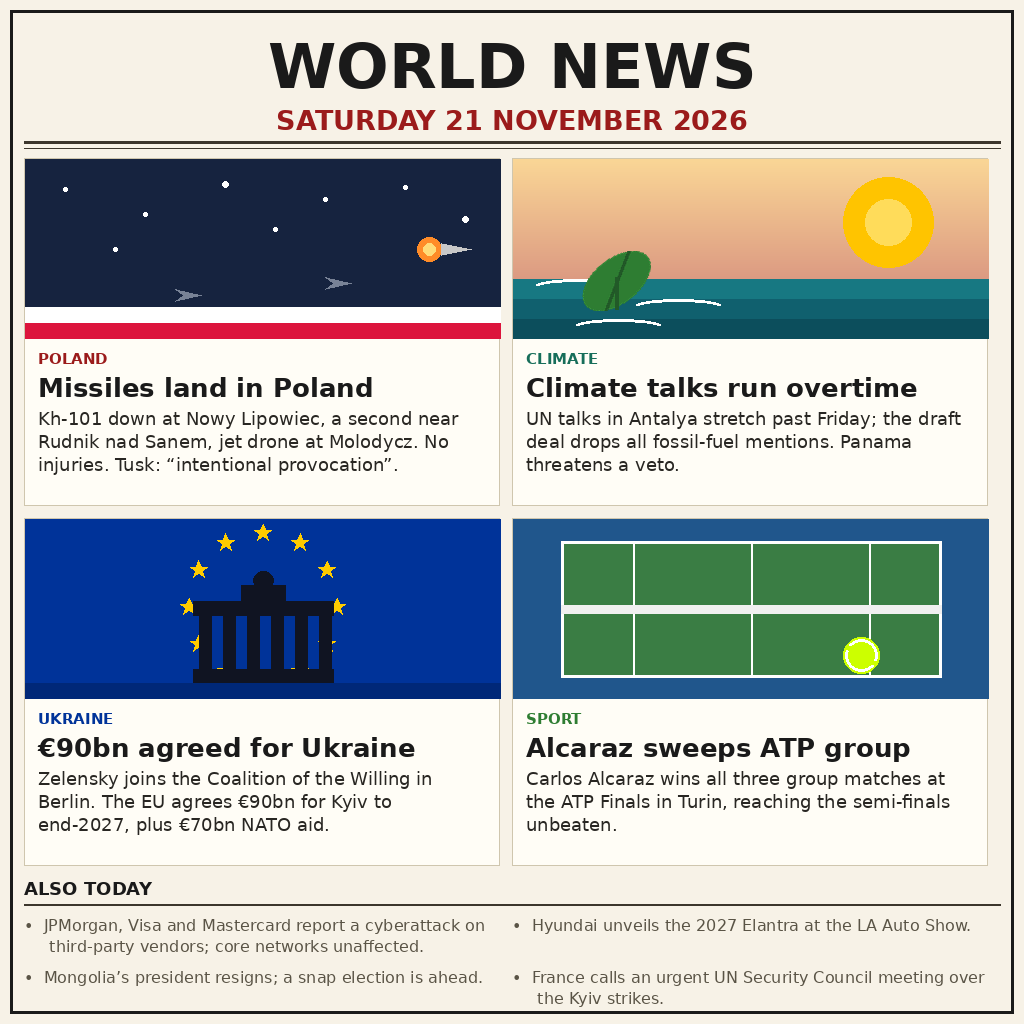 WORLD NEWS
SATURDAY 21 NOVEMBER 2026
POLAND
Missiles land in Poland
Kh-101 down at Nowy Lipowiec, a second near
Rudnik nad Sanem, jet drone at Molodycz. No
injuries. Tusk: “intentional provocation”.
CLIMATE
Climate talks run overtime
UN talks in Antalya stretch past Friday; the draft
deal drops all fossil-fuel mentions. Panama
threatens a veto.
UKRAINE
€90bn agreed for Ukraine
Zelensky joins the Coalition of the Willing in
Berlin. The EU agrees €90bn for Kyiv to
end-2027, plus €70bn NATO aid.
SPORT
Alcaraz sweeps ATP group
Carlos Alcaraz wins all three group matches at
the ATP Finals in Turin, reaching the semi-finals
unbeaten.
ALSO TODAY
• JPMorgan, Visa and Mastercard report a cyberattack on
third-party vendors; core networks unaffected.
• Hyundai unveils the 2027 Elantra at the LA Auto Show.
• Mongolia’s president resigns; a snap election is ahead.
• France calls an urgent UN Security Council meeting over
the Kyiv strikes.